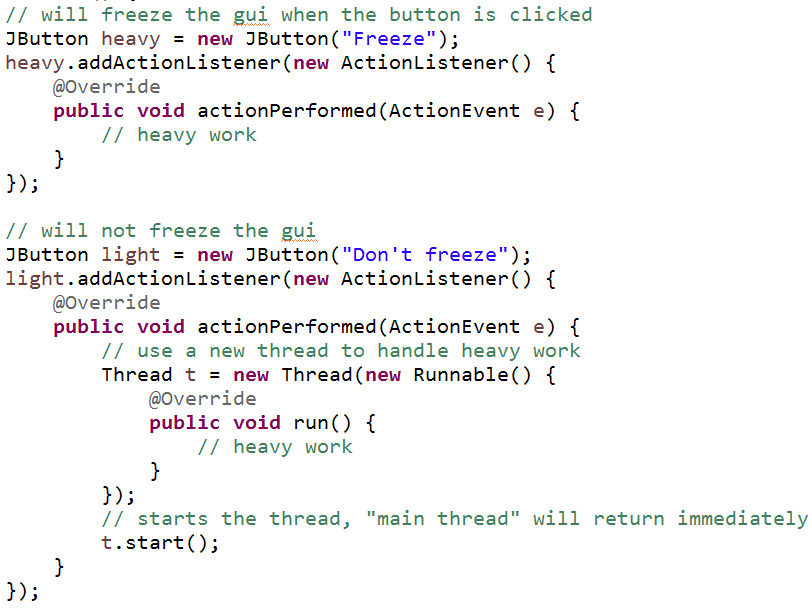 // will freeze the gui when the button is clicked
JButton heavy = new JButton("Freeze");
heavy.addActionListener(new ActionListener() {
    @Override
    public void actionPerformed(ActionEvent e) {
        // heavy work
    }
});

// will not freeze the gui
JButton light = new JButton("Don't freeze");
light.addActionListener(new ActionListener() {
    @Override
    public void actionPerformed(ActionEvent e) {
        // use a new thread to handle heavy work
        Thread t = new Thread(new Runnable() {
            @Override
            public void run() {
                // heavy work
            }
        });
        // starts the thread, "main thread" will return immediately
        t.start();
    }
});